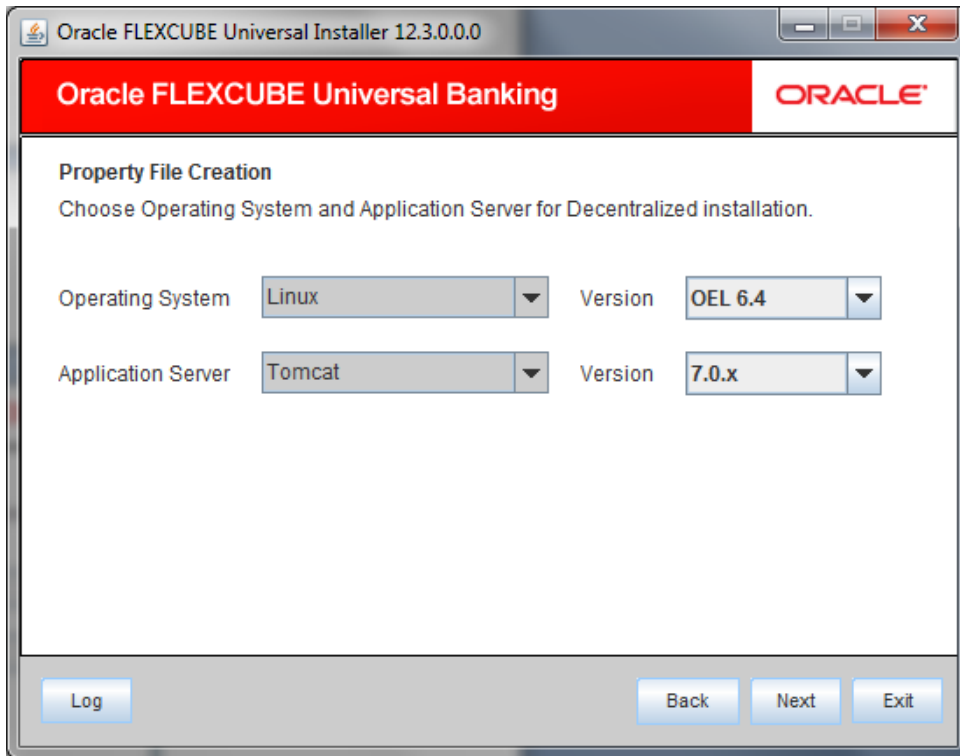 Oracle FLEXCUBE Universal Installer 12.3.0.0.0
Oracle FLEXCUBE Universal Banking ORACLE
Property File Creation
Choose Operating System and Application Server for Decentralized installation.
Operating System Linux Version OEL 6.4
Application Server Tomcat Version 7.0.x
Log Back Next Exit